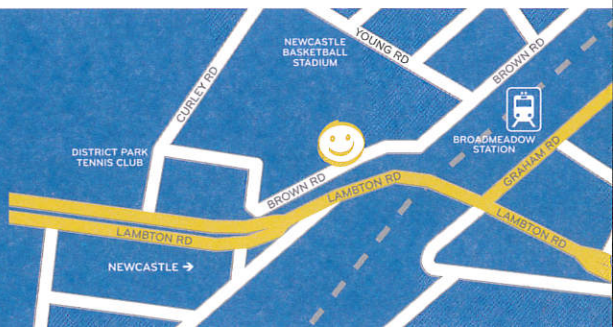 NEWCASTLE
BASKETBALL
STADIUM
YOUNG RD
BROWN RD
CURLEY RD
BROADMEADOW
STATION
GRAHAM RD
DISTRICT PARK
TENNIS CLUB
BROWN RD
LAMBTON RD
LAMBTON RD
LAMBTON RD
NEWCASTLE →